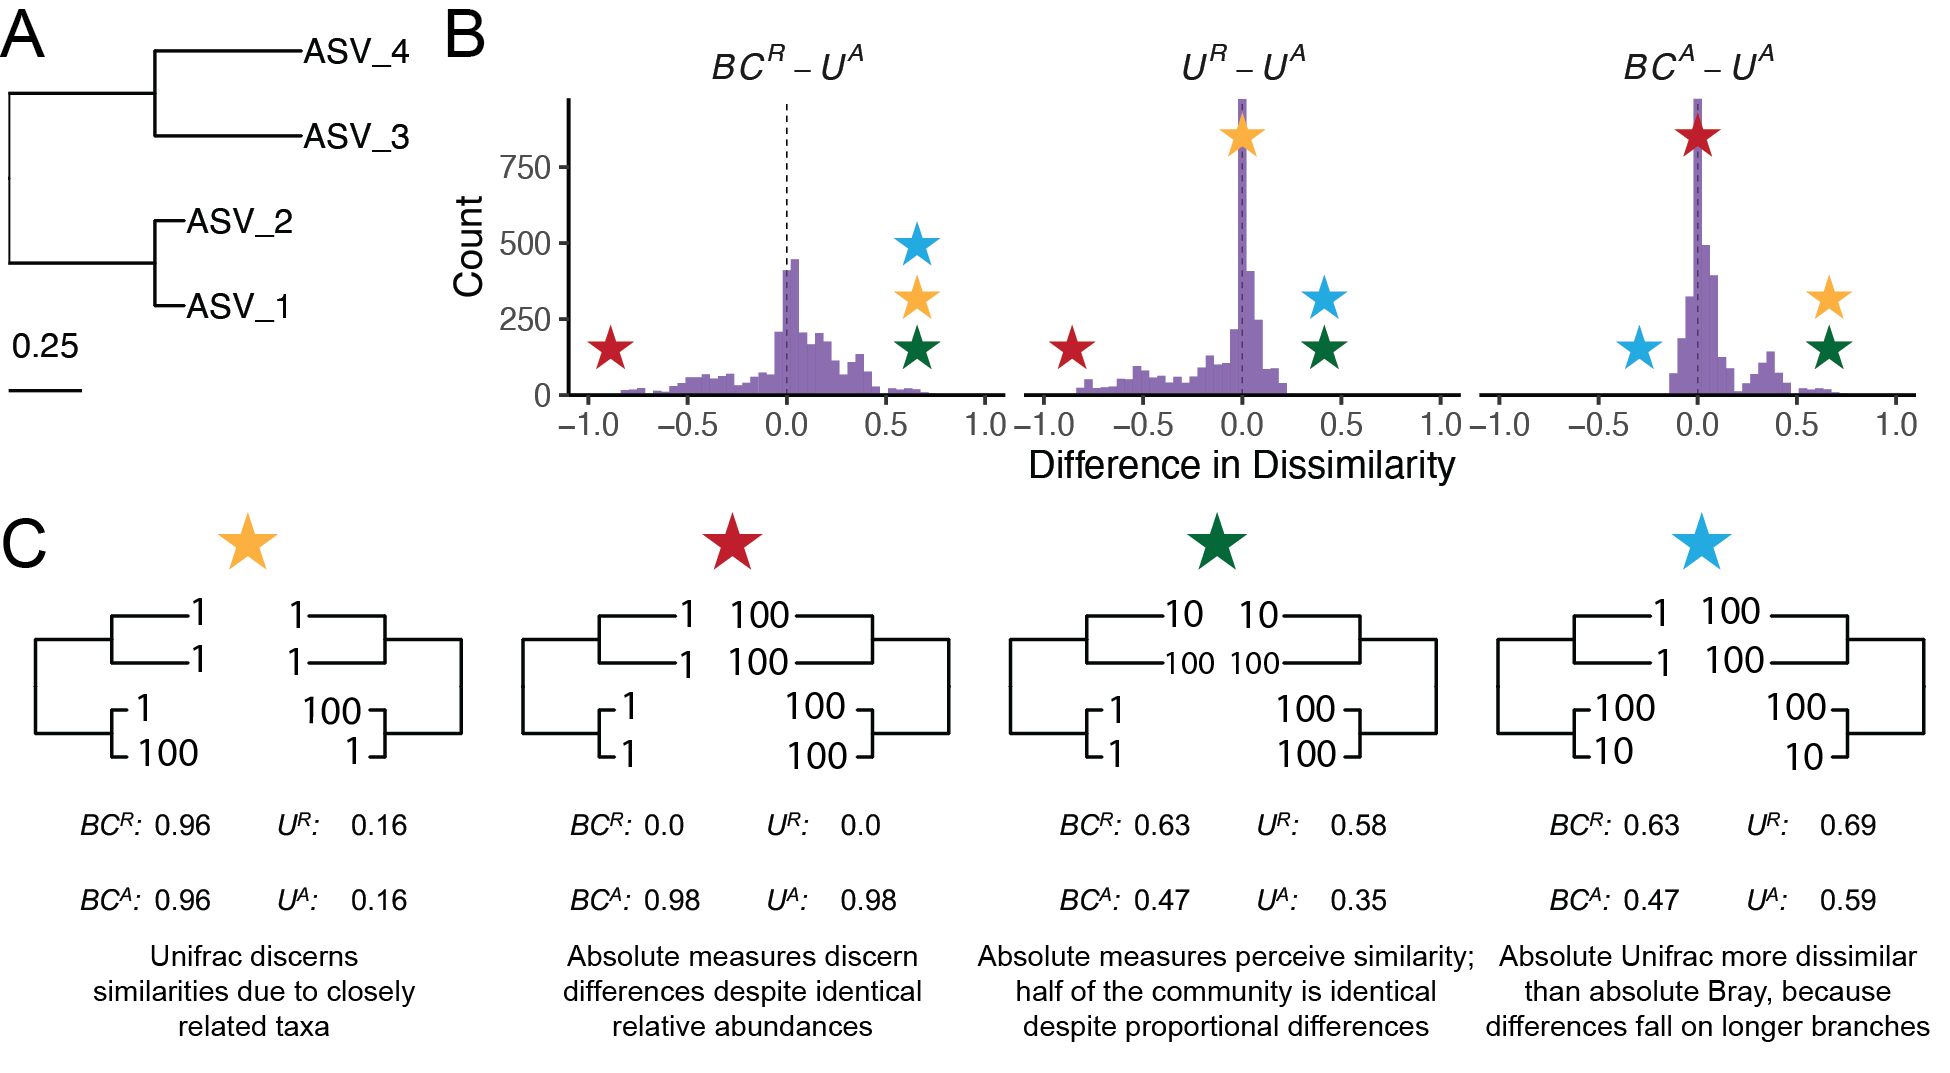 A
ASV_4
ASV_3
ASV_2
ASV_1
0.25
B
BC^R − U^A
U^R − U^A
BC^A − U^A
Count
750
500
250
0
−1.0 −0.5 0.0 0.5 1.0
−1.0 −0.5 0.0 0.5 1.0
−1.0 −0.5 0.0 0.5 1.0
Difference in Dissimilarity
C
1 1
1 1
1 100
100 1
BC^R: 0.96 U^R: 0.16
BC^A: 0.96 U^A: 0.16
Unifrac discerns
similarities due to closely
related taxa
1 100
1 100
1 100
1 100
BC^R: 0.0 U^R: 0.0
BC^A: 0.98 U^A: 0.98
Absolute measures discern
differences despite identical
relative abundances
10 10
100 100
1 100
1 100
BC^R: 0.63 U^R: 0.58
BC^A: 0.47 U^A: 0.35
Absolute measures perceive similarity;
half of the community is identical
despite proportional differences
1 100
1 100
100 100
10 10
BC^R: 0.63 U^R: 0.69
BC^A: 0.47 U^A: 0.59
Absolute Unifrac more dissimilar
than absolute Bray, because
differences fall on longer branches